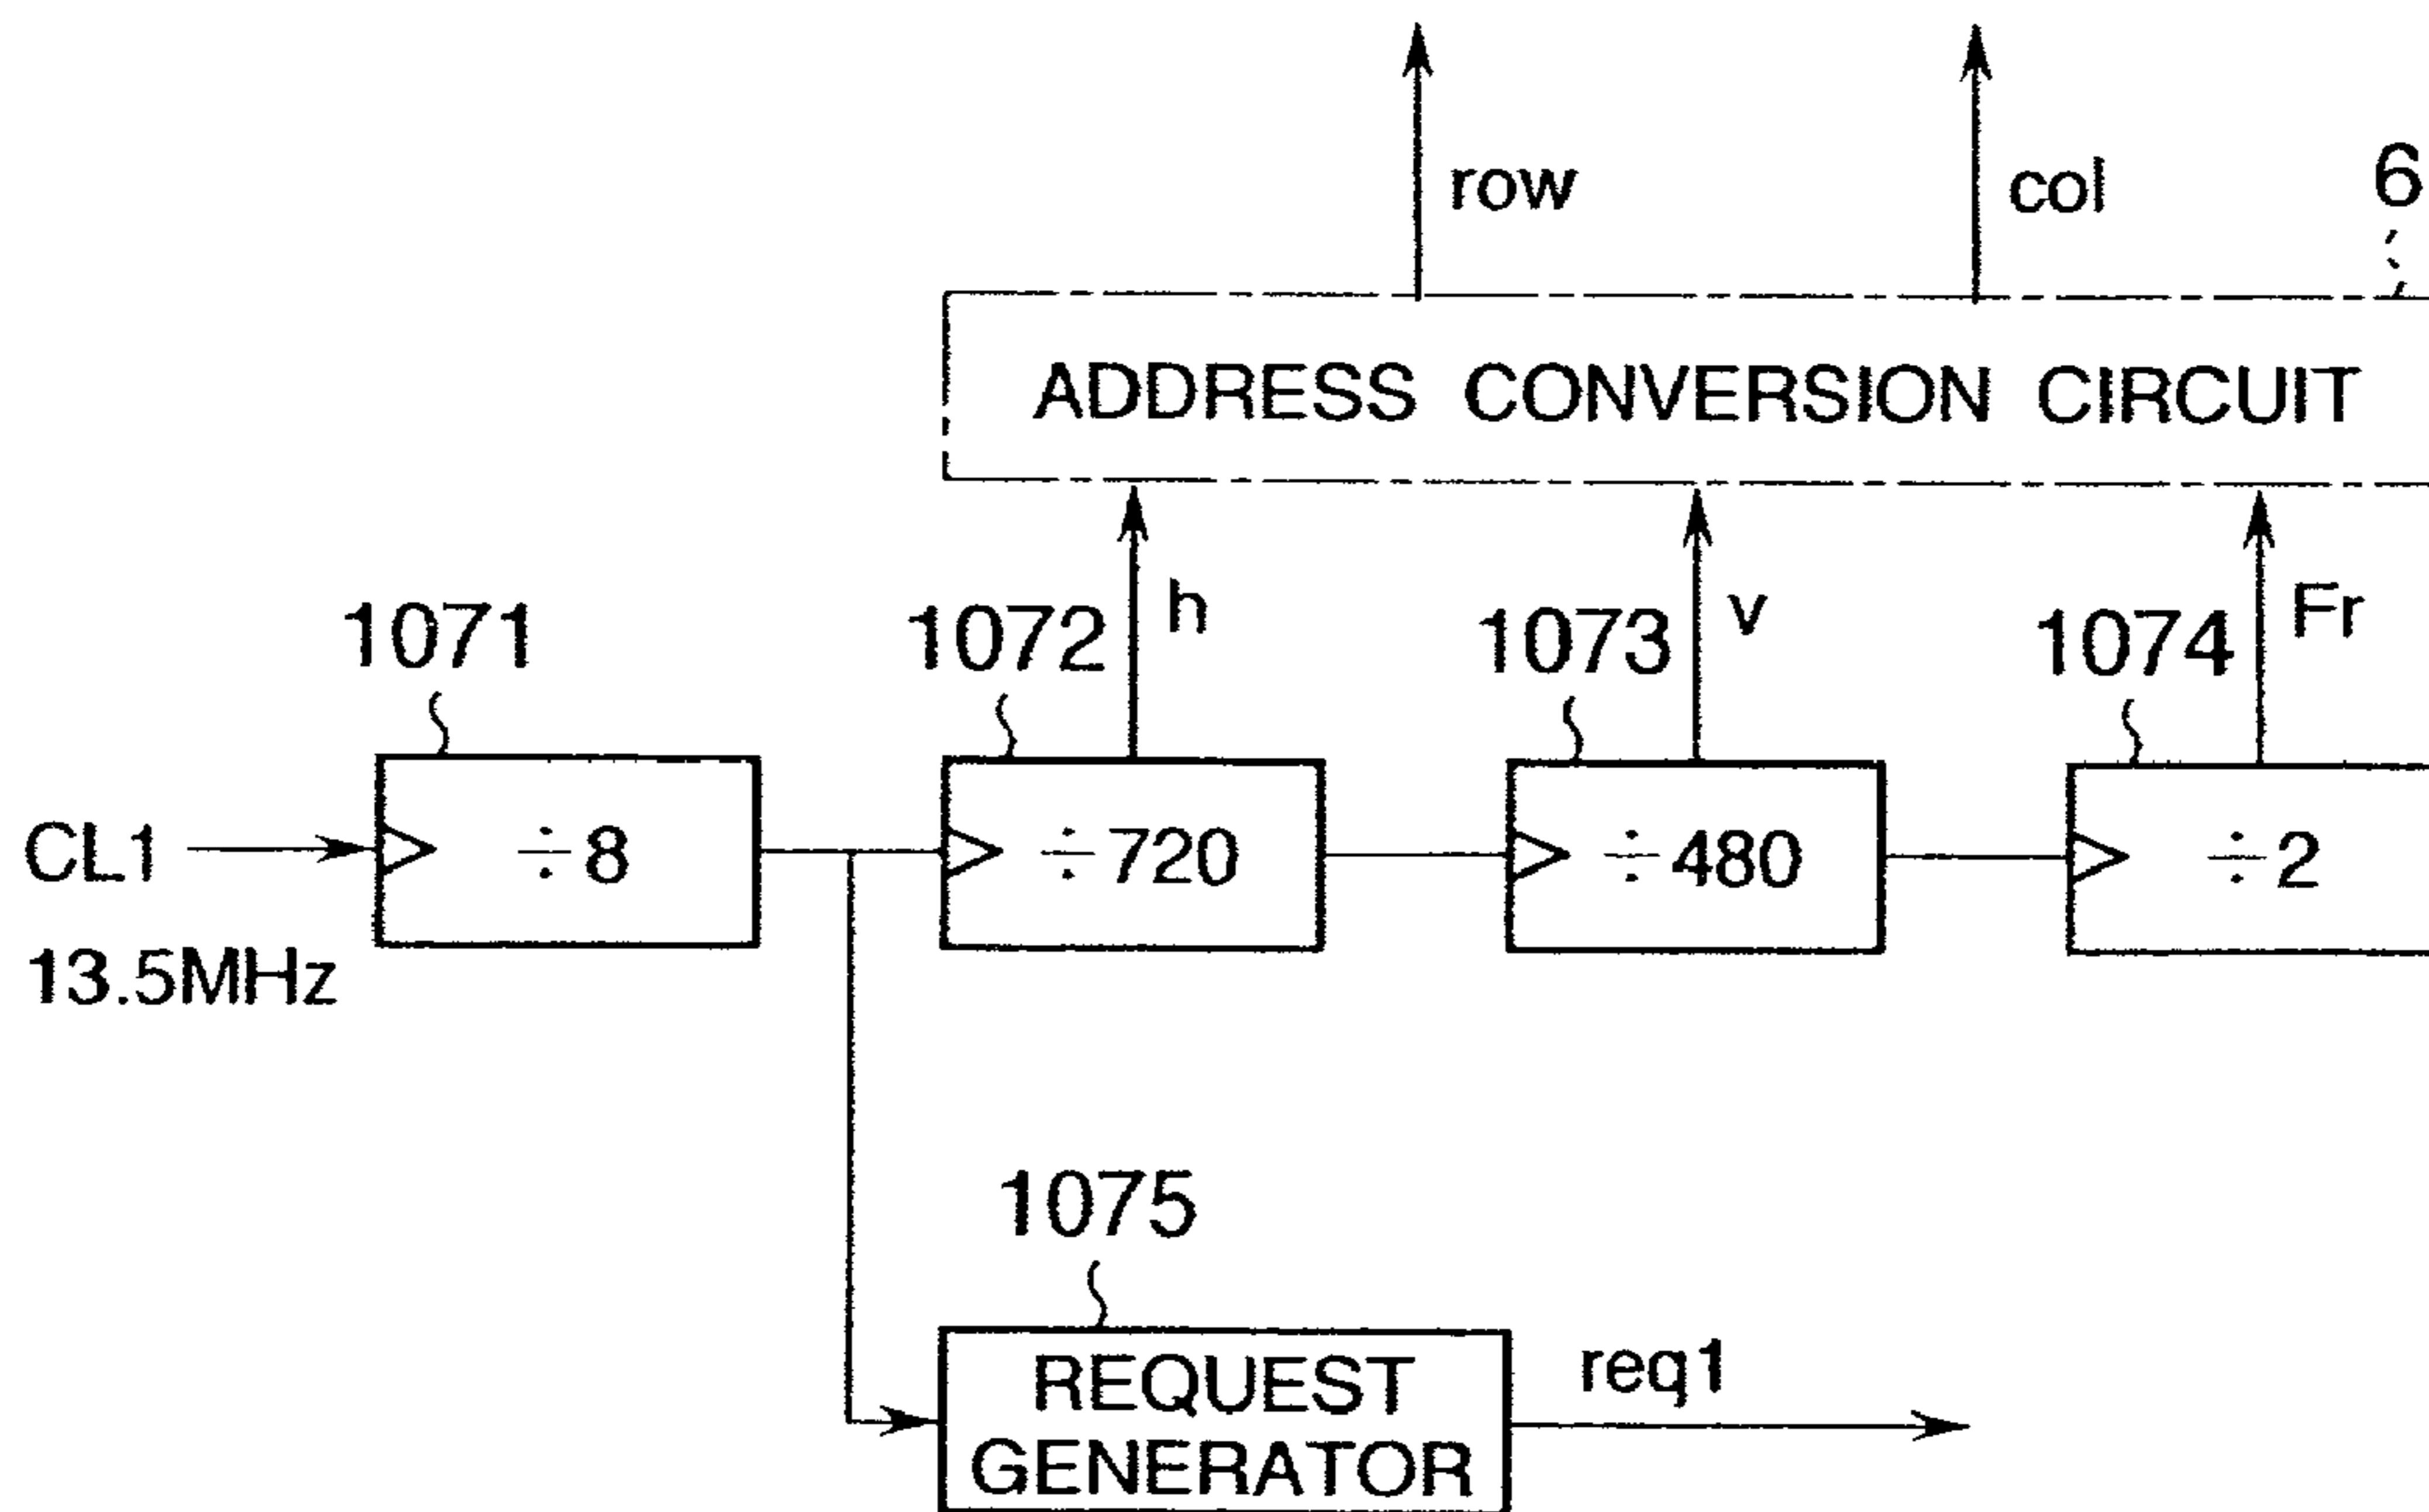 row
col
6
ADDRESS CONVERSION CIRCUIT
h
v
Fr
1071
1072
1073
1074
CL1
÷8
÷720
÷480
÷2
13.5MHz
1075
REQUEST
GENERATOR
req1